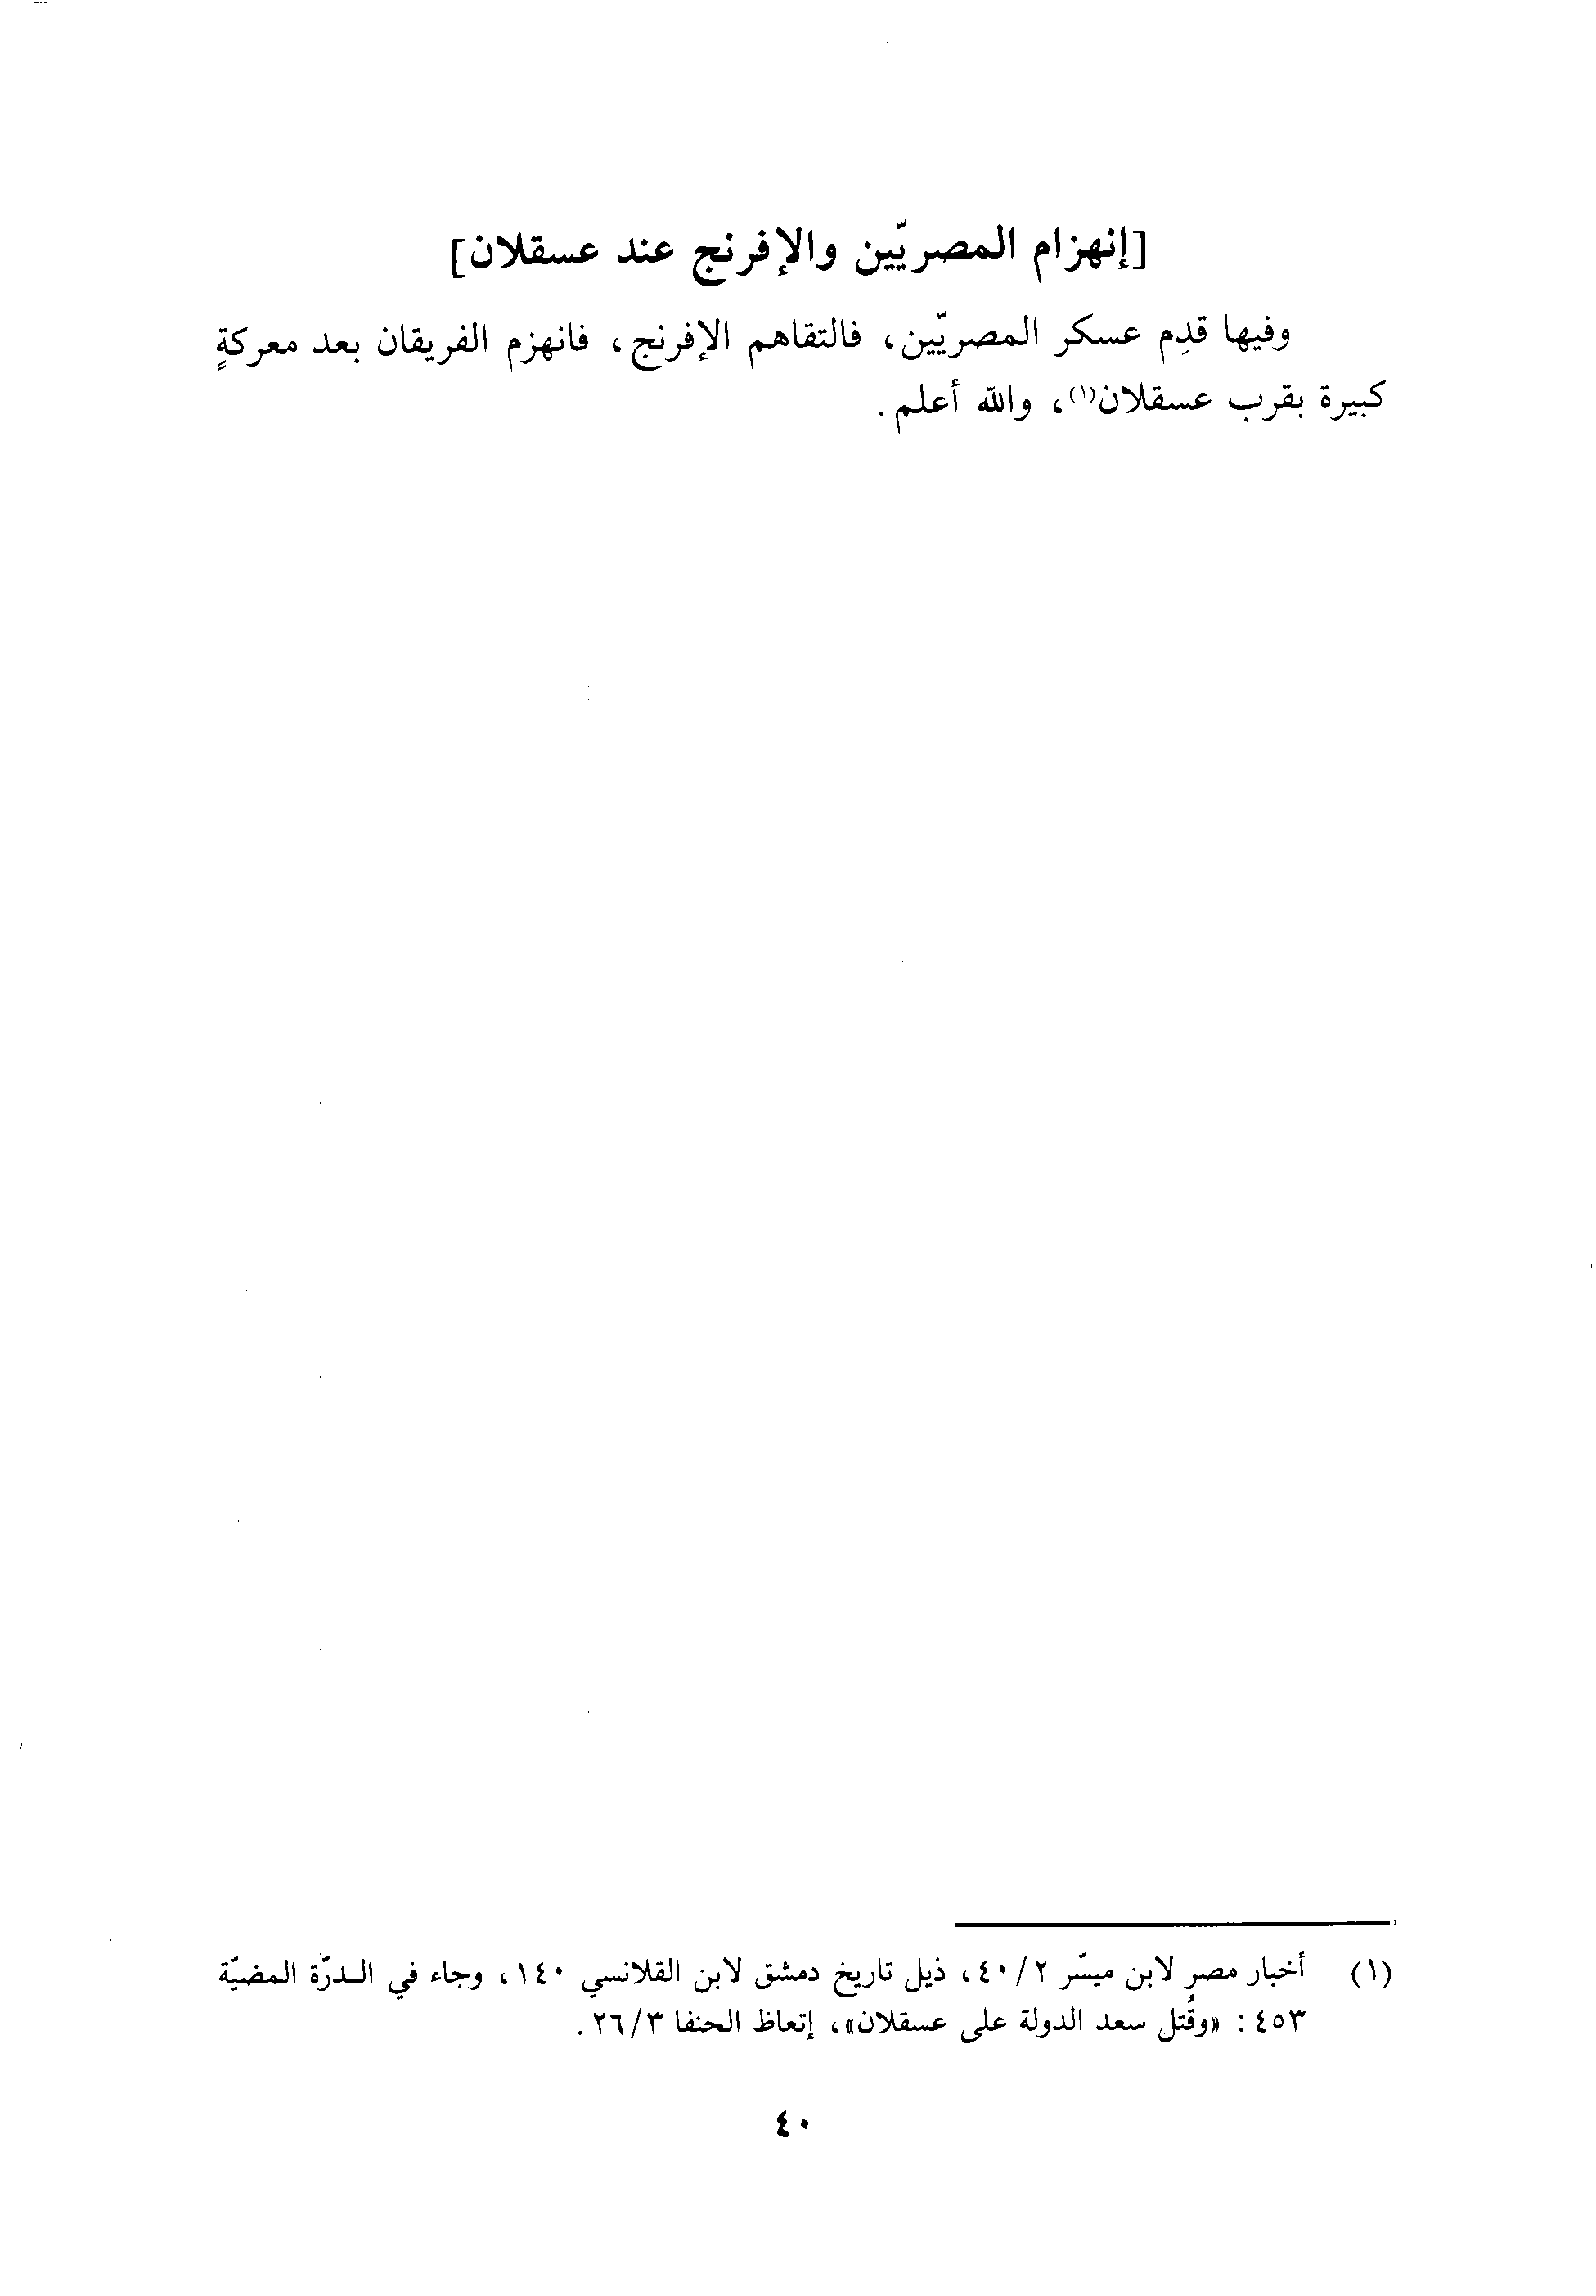 [إنهزام المصريّين والإفرنج عند عسقلان]
وفيها قدِم عسكر المصريّين، فالتقاهم الإفرنج، فانهزم الفريقان بعد معركةٍ
كبيرة بقرب عسقلان(١)، والله أعلم.
(١) أخبار مصر لابن ميسّر ٢/ ٤٠، ذيل تاريخ دمشق لابن القلانسي ١٤٠، وجاء في الدرّة المضيّة
٤٥٣: «وقُتل سعد الدولة على عسقلان»، إتعاظ الحنفا ٣/ ٢٦.
٤٠